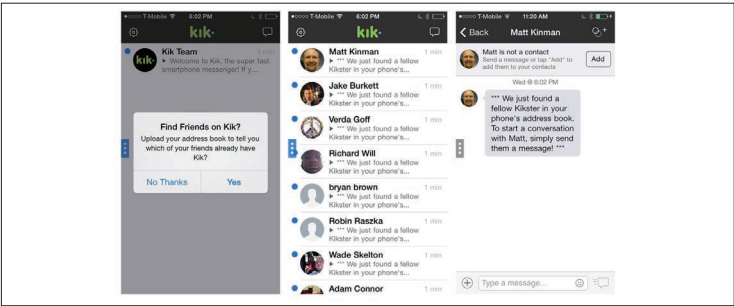 T-Mobile 6:02 PM
kik
Kik Team 1 min
Welcome to Kik, the super fast
smartphone messenger! If y...
Find Friends on Kik?
Upload your address book to tell you
which of your friends already have
Kik?
No Thanks Yes
T-Mobile 6:02 PM
kik
Matt Kinman 1 min
*** We just found a fellow
Kikster in your phone's...
Jake Burkett 1 min
*** We just found a fellow
Kikster in your phone's...
Verda Goff 1 min
*** We just found a fellow
Kikster in your phone's...
Richard Will 1 min
*** We just found a fellow
Kikster in your phone's...
bryan brown 1 min
*** We just found a fellow
Kikster in your phone's...
Robin Raszka 1 min
*** We just found a fellow
Kikster in your phone's...
Wade Skelton 1 min
*** We just found a fellow
Kikster in your phone's...
Adam Connor 1 min
T-Mobile 11:20 AM
Back Matt Kinman
Matt is not a contact
Send a message or tap "Add" to
add them to your contacts
Add
Wed @ 6:02 PM
*** We just found a
fellow Kikster in your
phone's address book.
To start a conversation
with Matt, simply send
them a message! ***
Type a message...